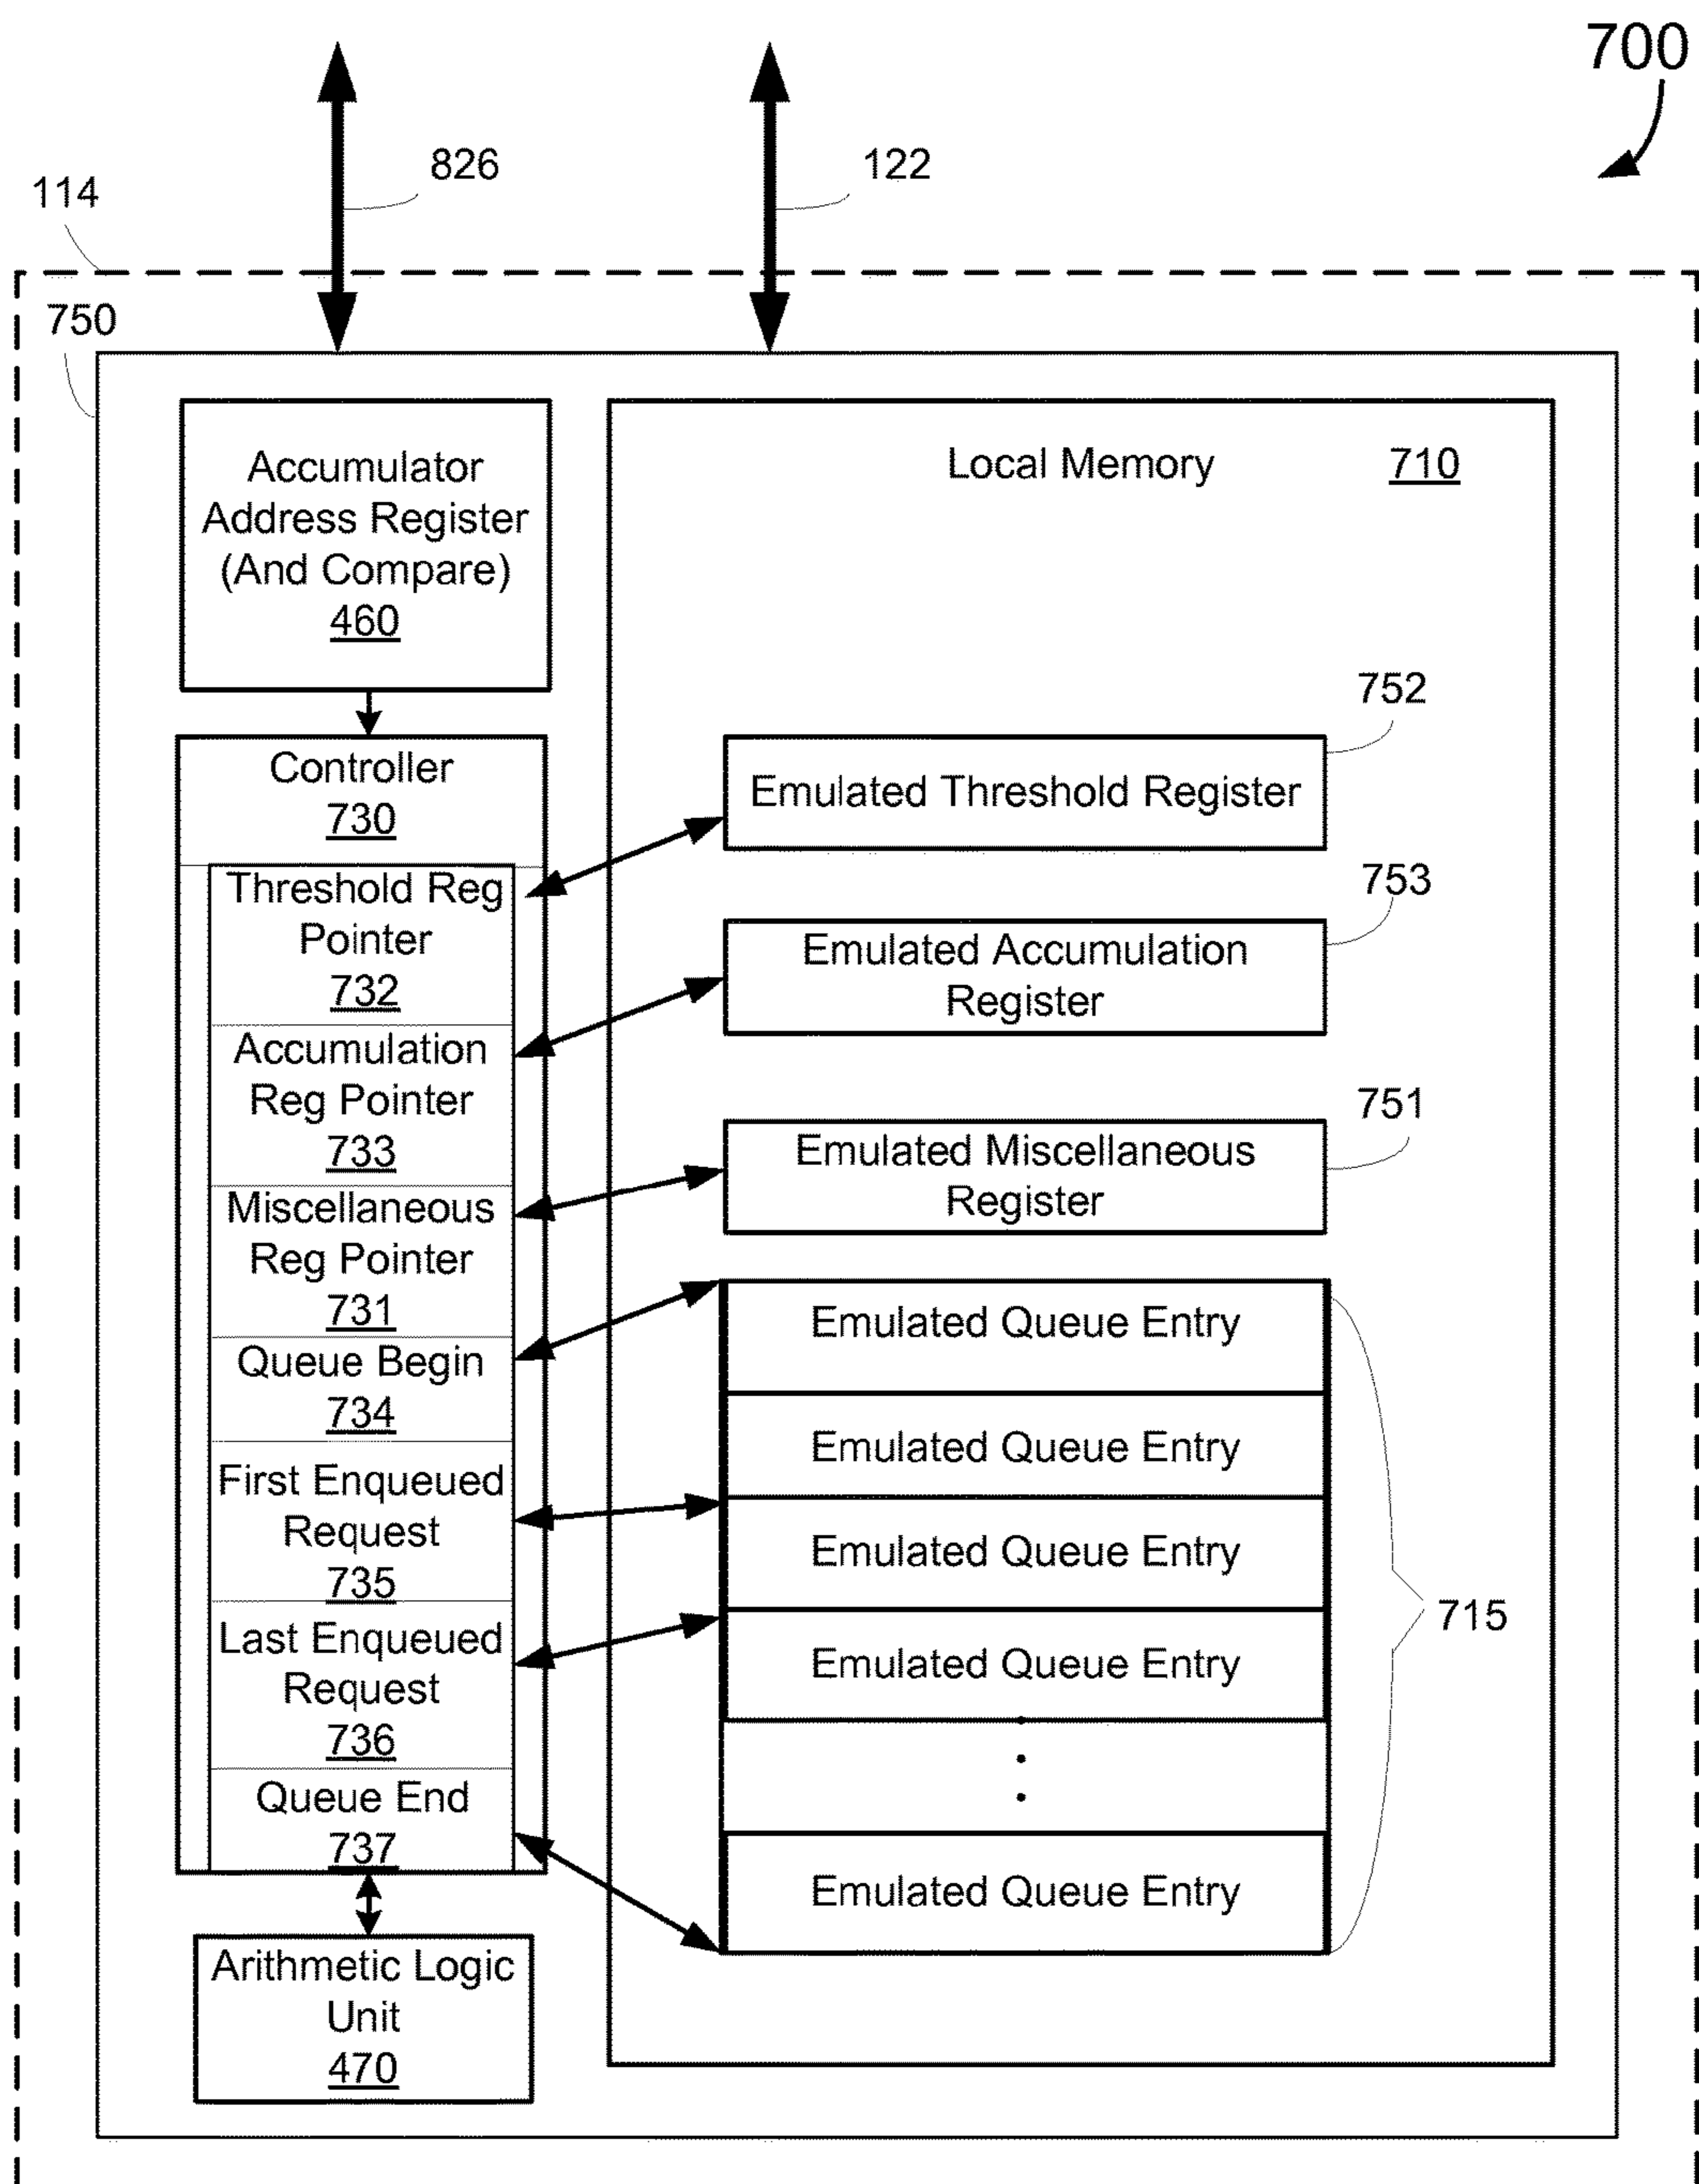 700
826
122
114
750
Accumulator
Address Register
(And Compare)
460
Local Memory 710
752
Controller
730
Emulated Threshold Register
Threshold Reg
Pointer
732
753
Emulated Accumulation
Register
Accumulation
Reg Pointer
733
751
Emulated Miscellaneous
Register
Miscellaneous
Reg Pointer
731
Queue Begin
734
First Enqueued
Request
735
Last Enqueued
Request
736
Queue End
737
Emulated Queue Entry
Emulated Queue Entry
Emulated Queue Entry
Emulated Queue Entry
Emulated Queue Entry
715
Arithmetic Logic
Unit
470